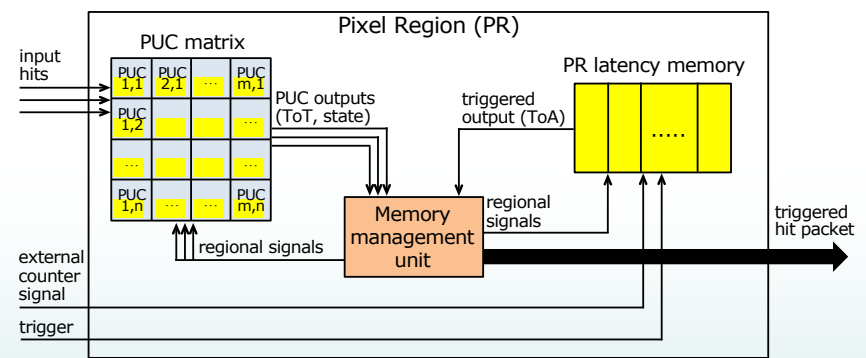 Pixel Region (PR)
PUC matrix
input
hits
PUC
1,1
PUC
2,1
...
PUC
m,1
PUC
1,2
...
...
...
...
...
PUC
1,n
...
...
PUC
m,n
PUC outputs
(ToT, state)
triggered
output (ToA)
PR latency memory
.....
Memory
management
unit
regional
signals
regional signals
triggered
hit packet
external
counter
signal
trigger